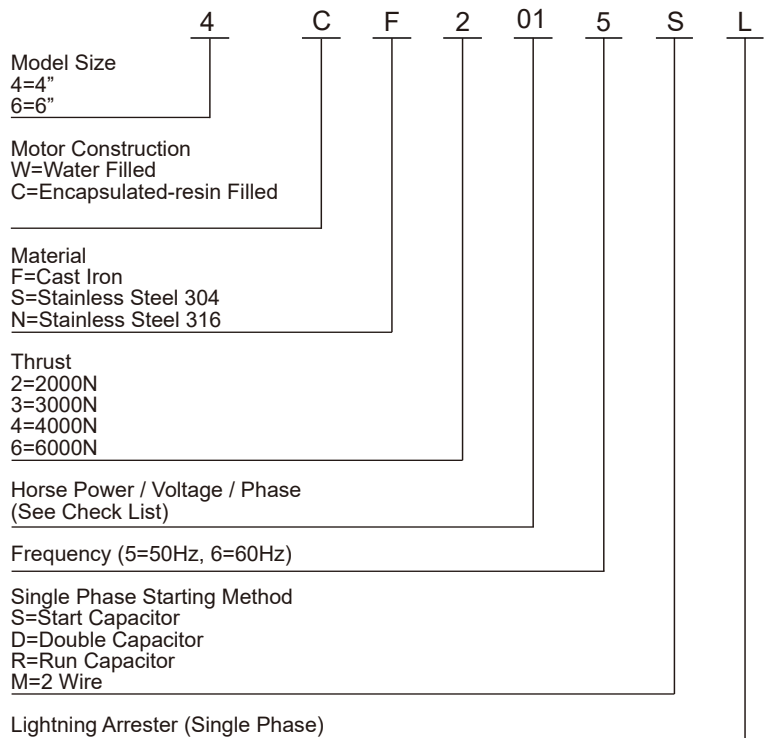 4 C F 2 01 5 S L
Model Size
4=4”
6=6”
Motor Construction
W=Water Filled
C=Encapsulated-resin Filled
Material
F=Cast Iron
S=Stainless Steel 304
N=Stainless Steel 316
Thrust
2=2000N
3=3000N
4=4000N
6=6000N
Horse Power / Voltage / Phase
(See Check List)
Frequency (5=50Hz, 6=60Hz)
Single Phase Starting Method
S=Start Capacitor
D=Double Capacitor
R=Run Capacitor
M=2 Wire
Lightning Arrester (Single Phase)